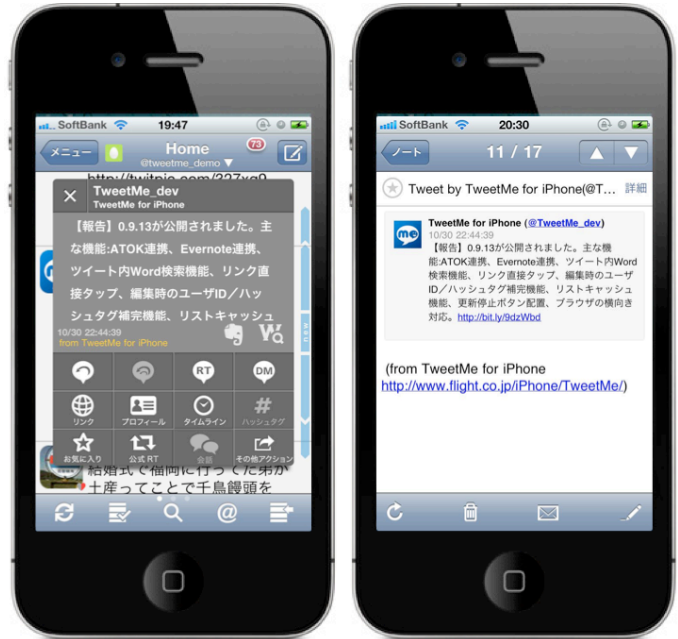 SoftBank 19:47
メニュー Home 73
@tweetme_demo ▼
http://twitpic.com/327xq9
TweetMe_dev
TweetMe for iPhone
【報告】0.9.13が公開されました。主
な機能:ATOK連携、Evernote連携、
ツイート内Word検索機能、リンク直
接タップ、編集時のユーザID／ハッ
シュタグ補完機能、リストキャッシュ
10/30 22:44:39
from TweetMe for iPhone
new
RT DM
リンク プロフィール タイムライン ハッシュタグ
お気に入り 公式 RT 会話 その他アクション
結婚式で福岡に行ってた弟が
土産ってことで千鳥饅頭を
SoftBank 20:30
ノート 11 / 17
Tweet by TweetMe for iPhone(@T... 詳細
me
TweetMe for iPhone (@TweetMe_dev)
10/30 22:44:39
【報告】0.9.13が公開されました。主な機
能:ATOK連携、Evernote連携、ツイート内Word
検索機能、リンク直接タップ、編集時のユーザ
ID／ハッシュタグ補完機能、リストキャッシュ
機能、更新停止ボタン配置、ブラウザの横向き
対応。http://bit.ly/9dzWbd
(from TweetMe for iPhone
http://www.flight.co.jp/iPhone/TweetMe/)